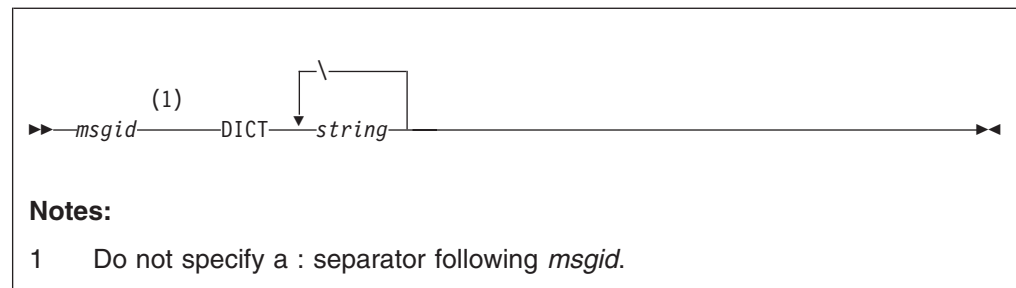 \
(1)
msgid DICT string
Notes:
1 Do not specify a : separator following msgid.